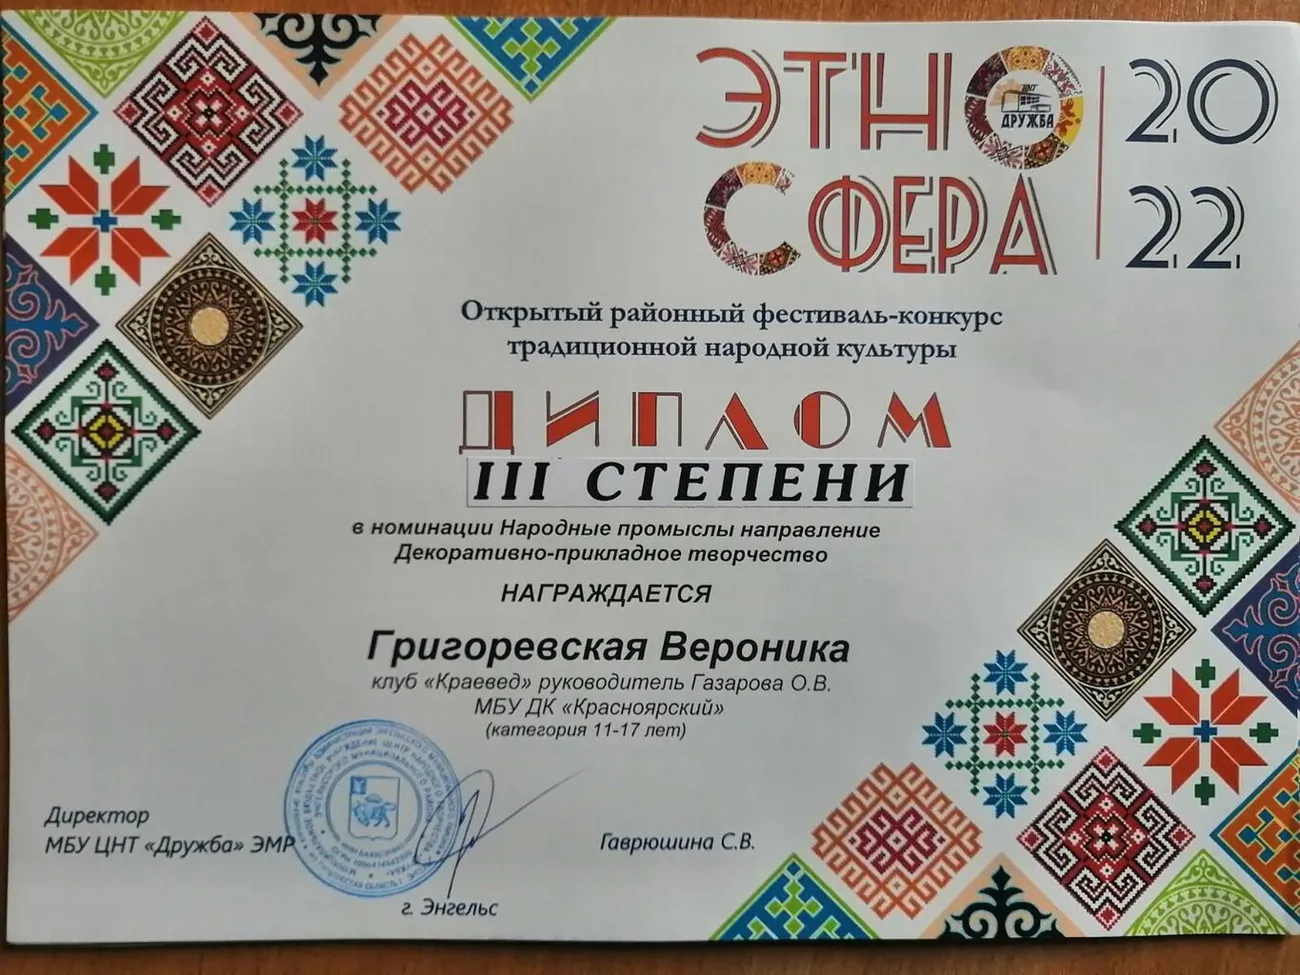 ЭТНО 20
ЦНТ
ДРУЖБА
СФЕРА 22
Открытый районный фестиваль-конкурс
традиционной народной культуры
ДИПЛОМ
III СТЕПЕНИ
в номинации Народные промыслы направление
Декоративно-прикладное творчество
НАГРАЖДАЕТСЯ
Григоревская Вероника
клуб «Краевед» руководитель Газарова О.В.
МБУ ДК «Красноярский»
(категория 11-17 лет)
Директор
МБУ ЦНТ «Дружба» ЭМР
Гаврюшина С.В.
г. Энгельс